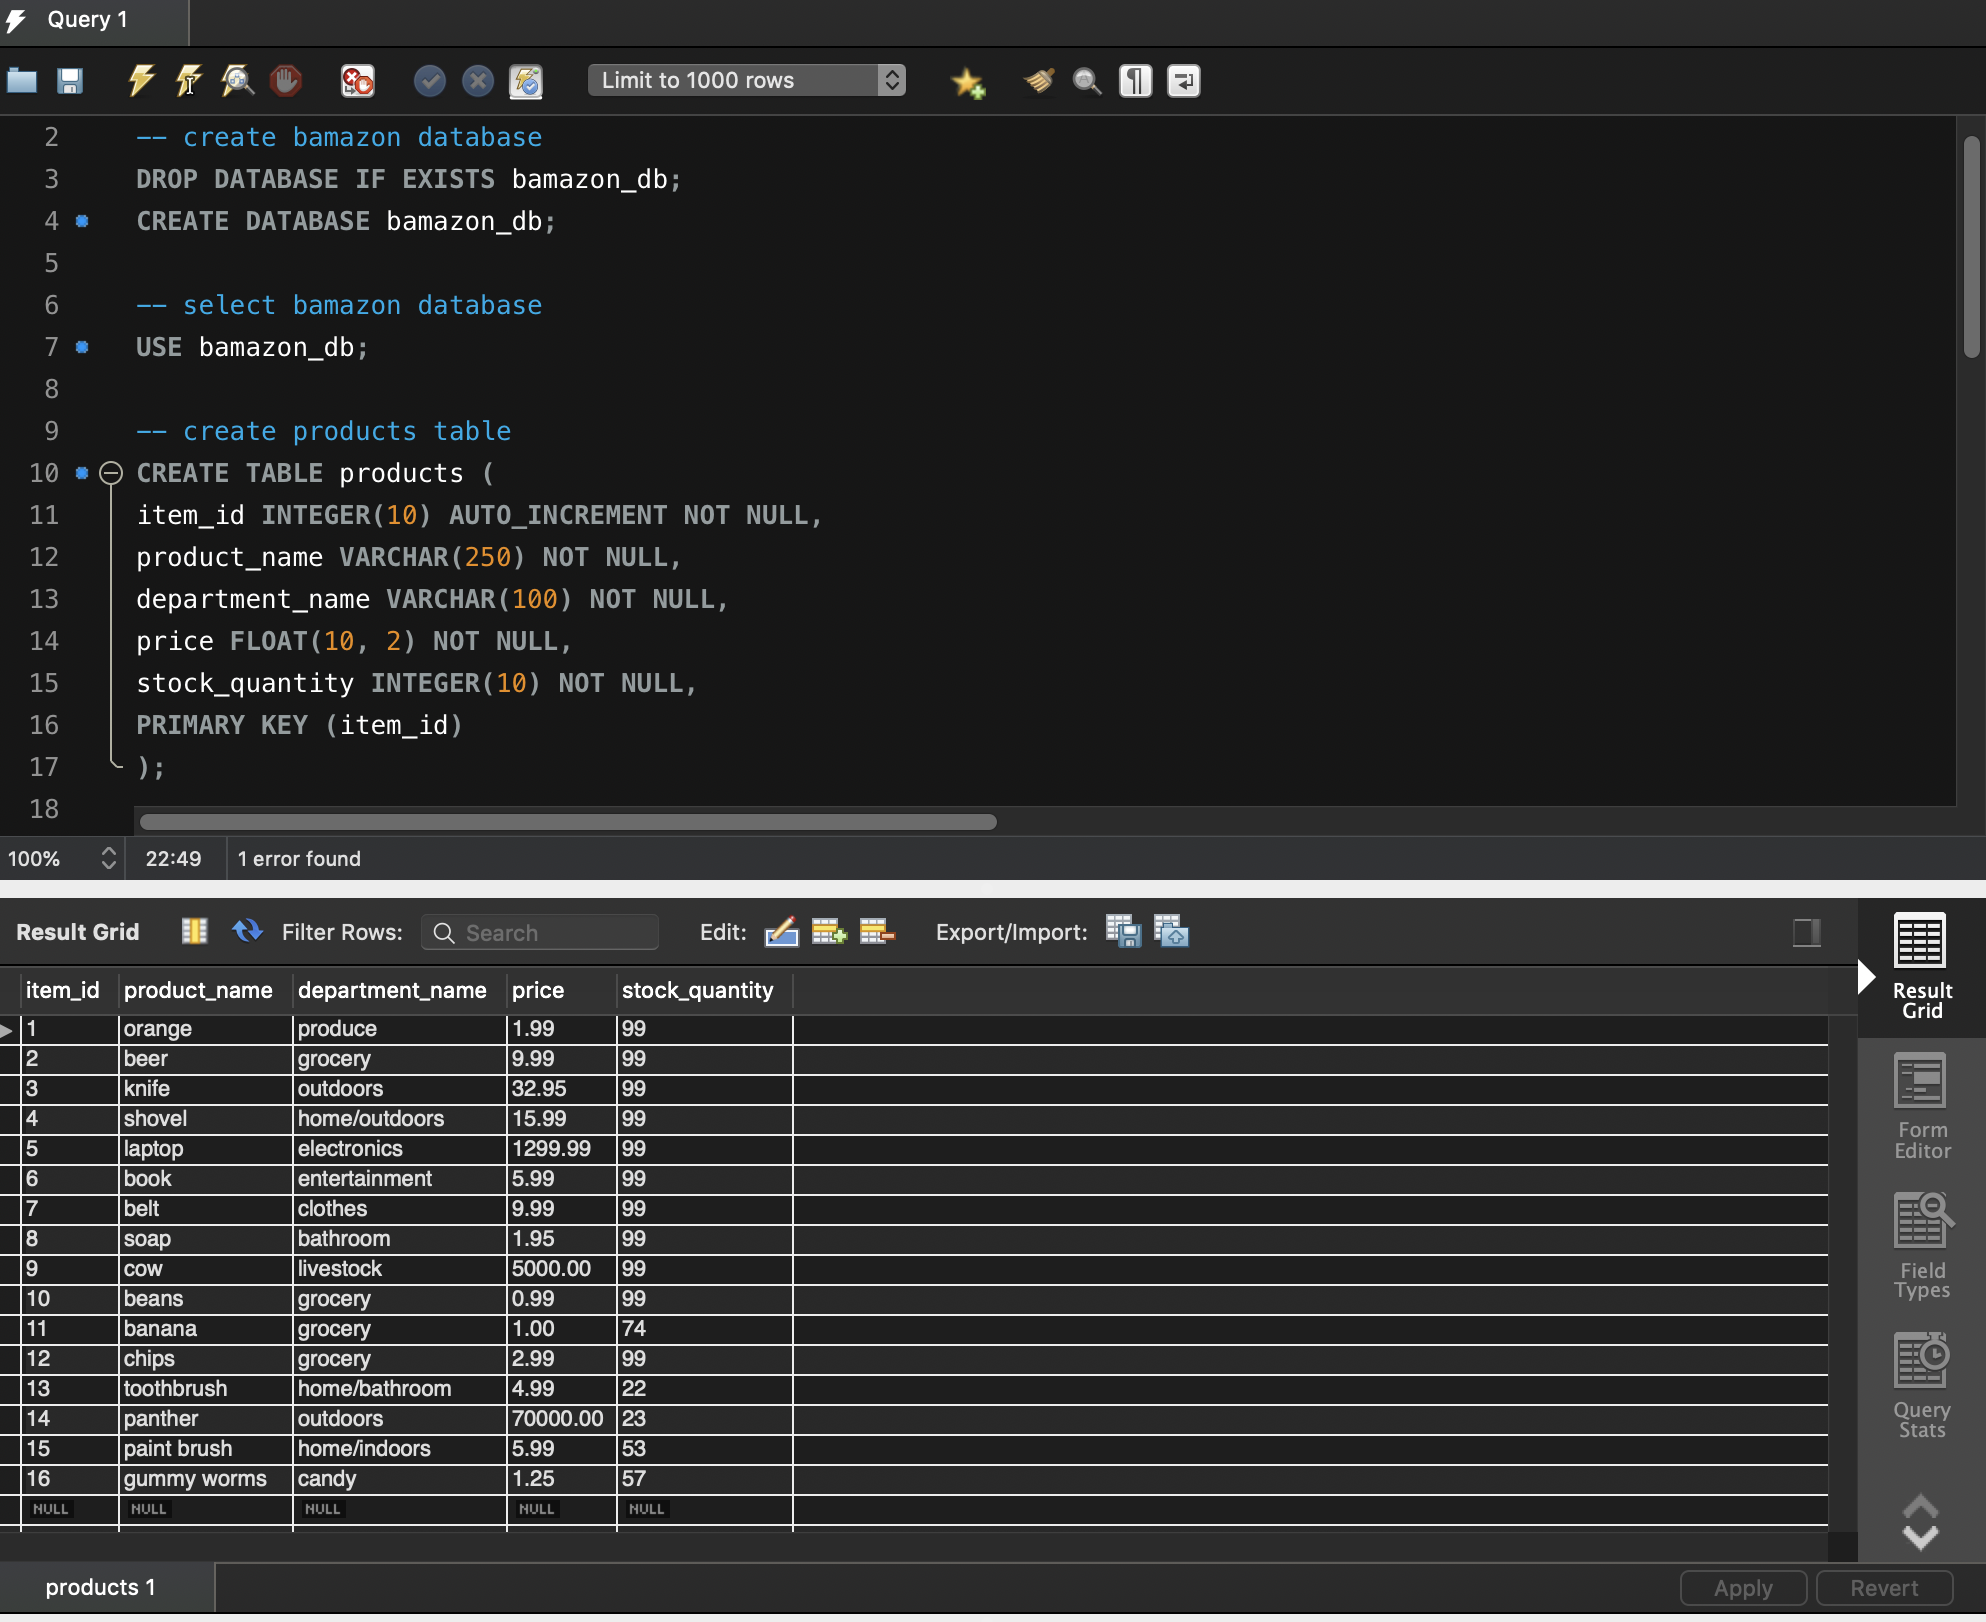 Query 1
Limit to 1000 rows
2 -- create bamazon database
3 DROP DATABASE IF EXISTS bamazon_db;
4 CREATE DATABASE bamazon_db;
5
6 -- select bamazon database
7 USE bamazon_db;
8
9 -- create products table
10 CREATE TABLE products (
11 item_id INTEGER(10) AUTO_INCREMENT NOT NULL,
12 product_name VARCHAR(250) NOT NULL,
13 department_name VARCHAR(100) NOT NULL,
14 price FLOAT(10, 2) NOT NULL,
15 stock_quantity INTEGER(10) NOT NULL,
16 PRIMARY KEY (item_id)
17 );
18
100% 22:49 1 error found
Result Grid Filter Rows: Search Edit: Export/Import:
item_id product_name department_name price stock_quantity
1 orange produce 1.99 99
2 beer grocery 9.99 99
3 knife outdoors 32.95 99
4 shovel home/outdoors 15.99 99
5 laptop electronics 1299.99 99
6 book entertainment 5.99 99
7 belt clothes 9.99 99
8 soap bathroom 1.95 99
9 cow livestock 5000.00 99
10 beans grocery 0.99 99
11 banana grocery 1.00 74
12 chips grocery 2.99 99
13 toothbrush home/bathroom 4.99 22
14 panther outdoors 70000.00 23
15 paint brush home/indoors 5.99 53
16 gummy worms candy 1.25 57
NULL NULL NULL NULL NULL
Result
Grid
Form
Editor
Field
Types
Query
Stats
products 1
Apply Revert